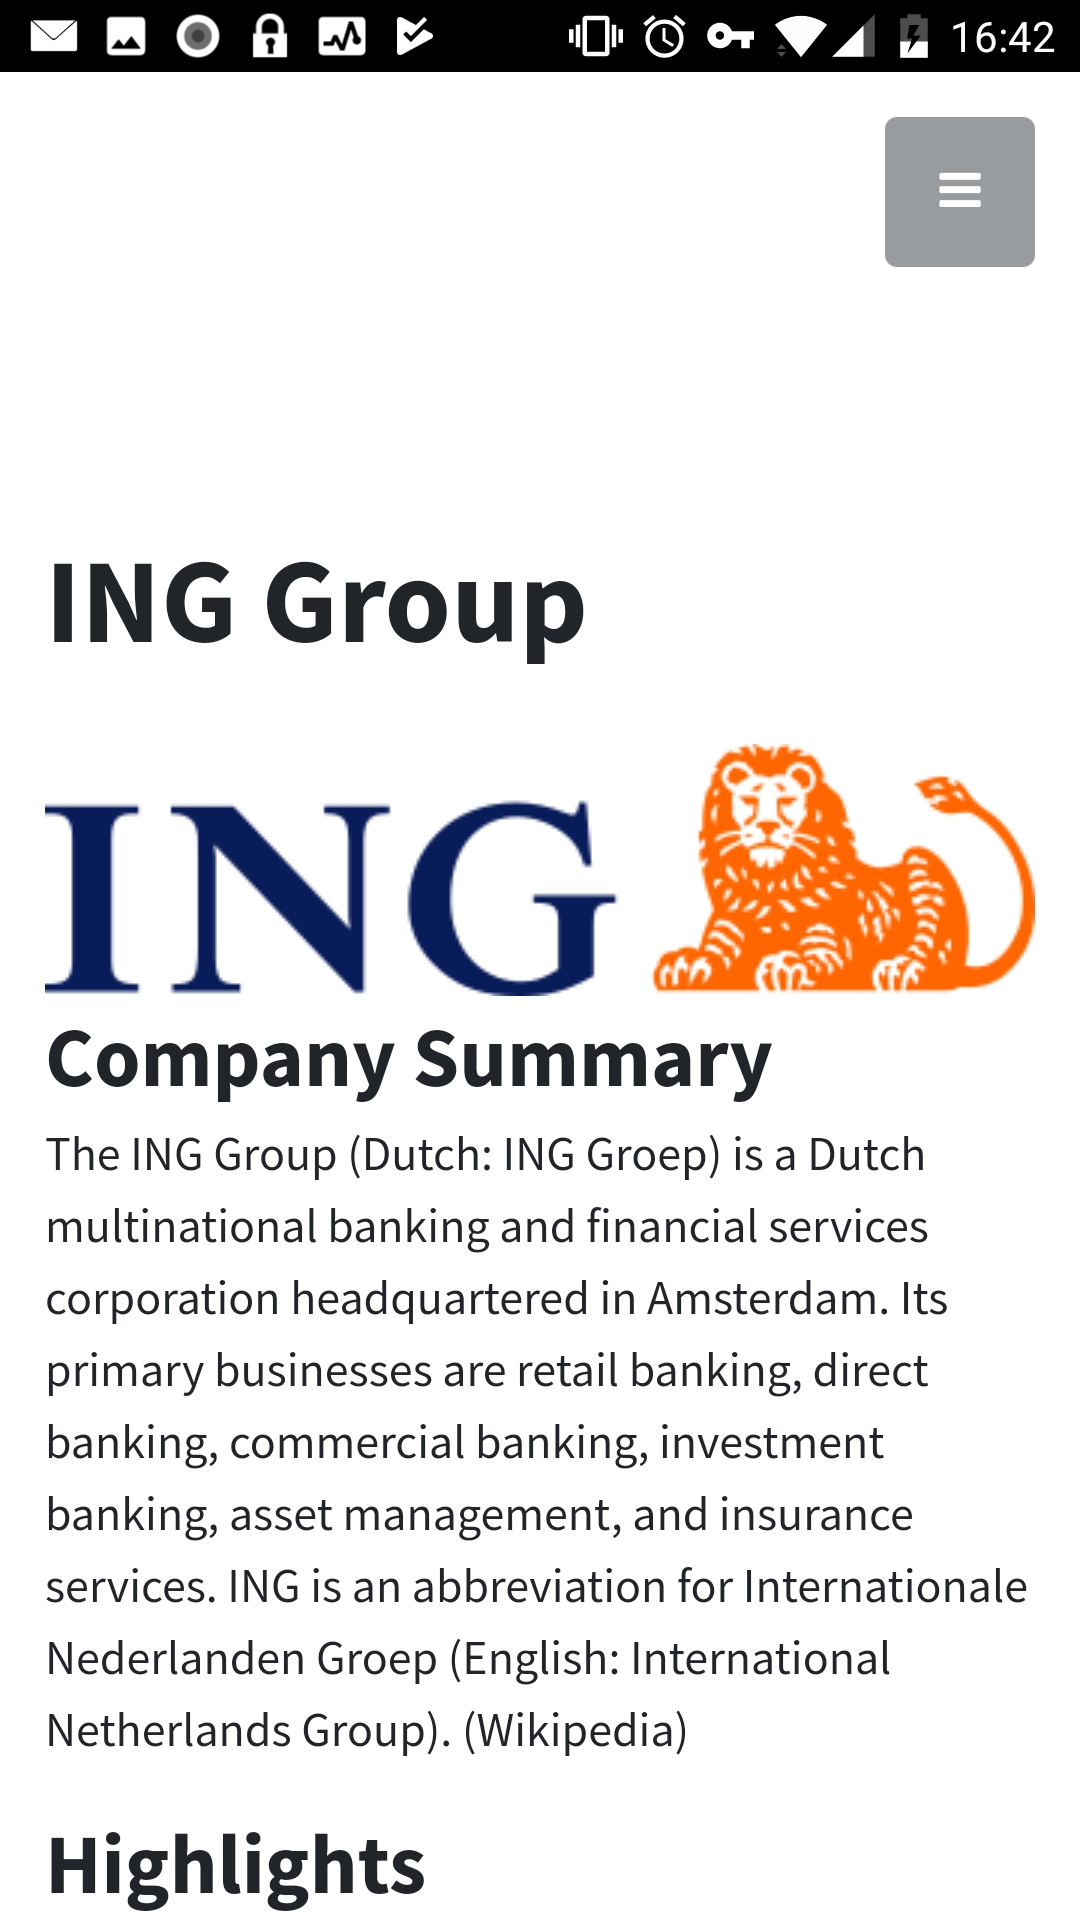 16:42
ING Group
ING
Company Summary
The ING Group (Dutch: ING Groep) is a Dutch
multinational banking and financial services
corporation headquartered in Amsterdam. Its
primary businesses are retail banking, direct
banking, commercial banking, investment
banking, asset management, and insurance
services. ING is an abbreviation for Internationale
Nederlanden Groep (English: International
Netherlands Group). (Wikipedia)
Highlights